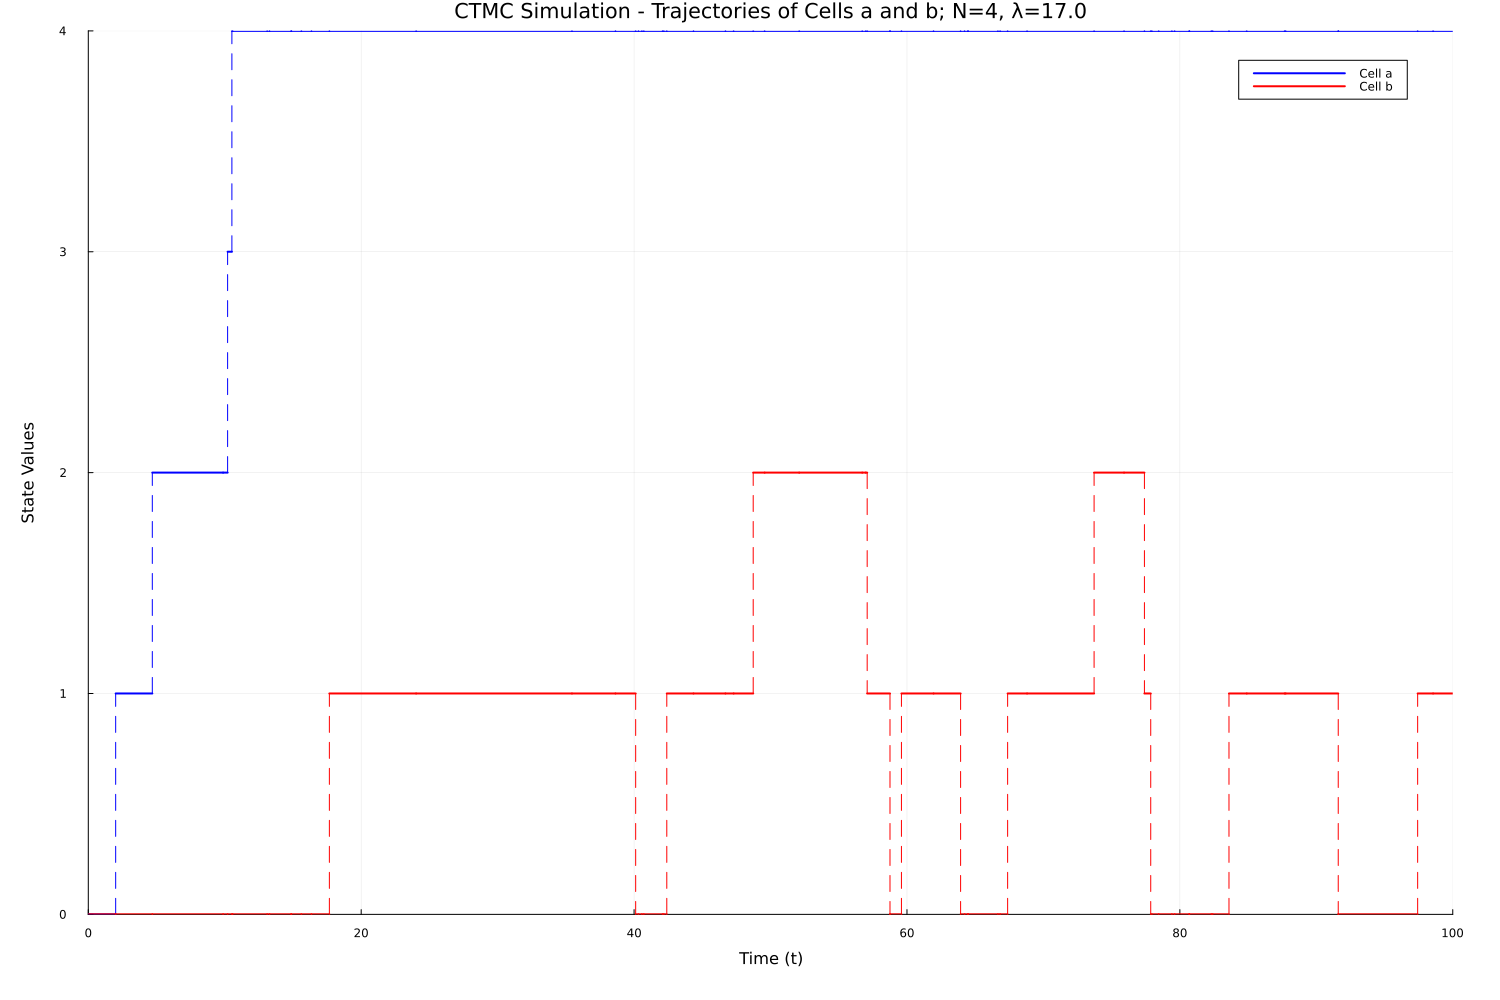 CTMC Simulation - Trajectories of Cells a and b; N=4, λ=17.0
4
3
2
1
0
State Values
Cell a
Cell b
0 20 40 60 80 100
Time (t)